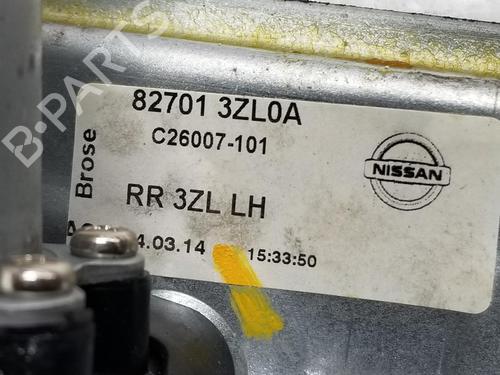 B-PARTS
82701 3ZL0A
C26007-101
Brose
NISSAN
RR 3ZL LH
4.03.14 15:33:50